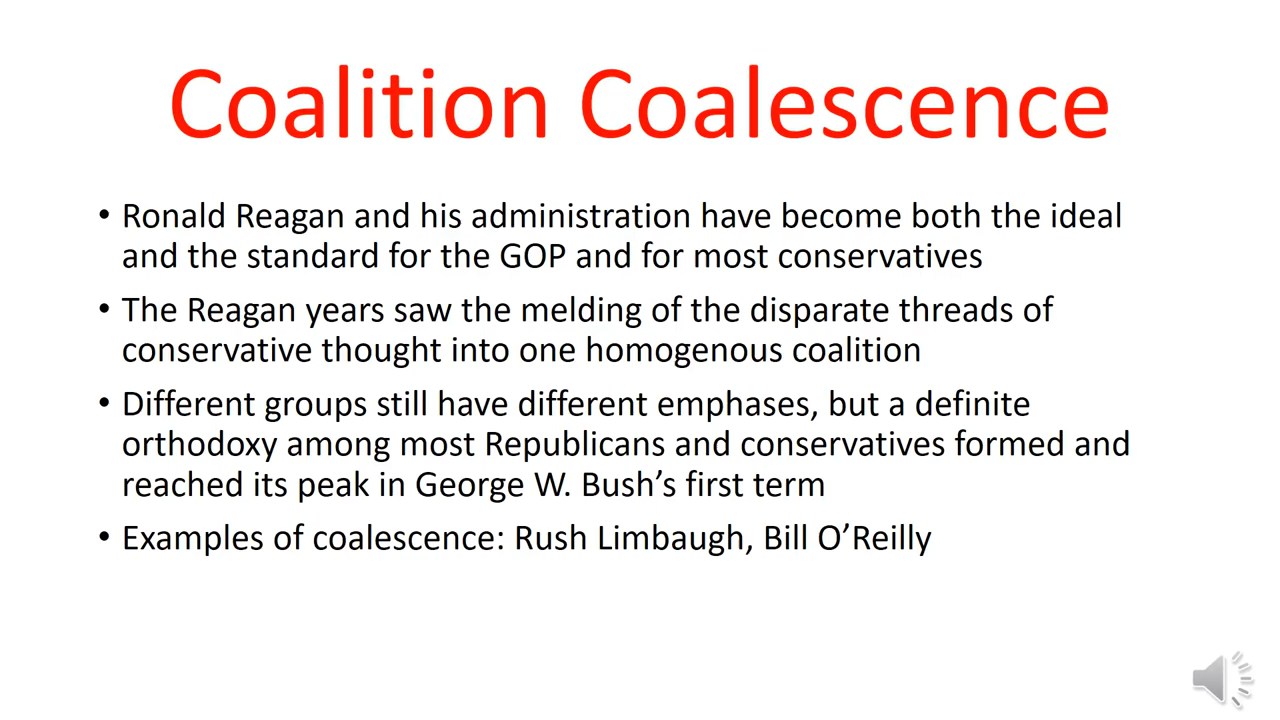 Coalition Coalescence
• Ronald Reagan and his administration have become both the ideal
and the standard for the GOP and for most conservatives
• The Reagan years saw the melding of the disparate threads of
conservative thought into one homogenous coalition
• Different groups still have different emphases, but a definite
orthodoxy among most Republicans and conservatives formed and
reached its peak in George W. Bush’s first term
• Examples of coalescence: Rush Limbaugh, Bill O’Reilly